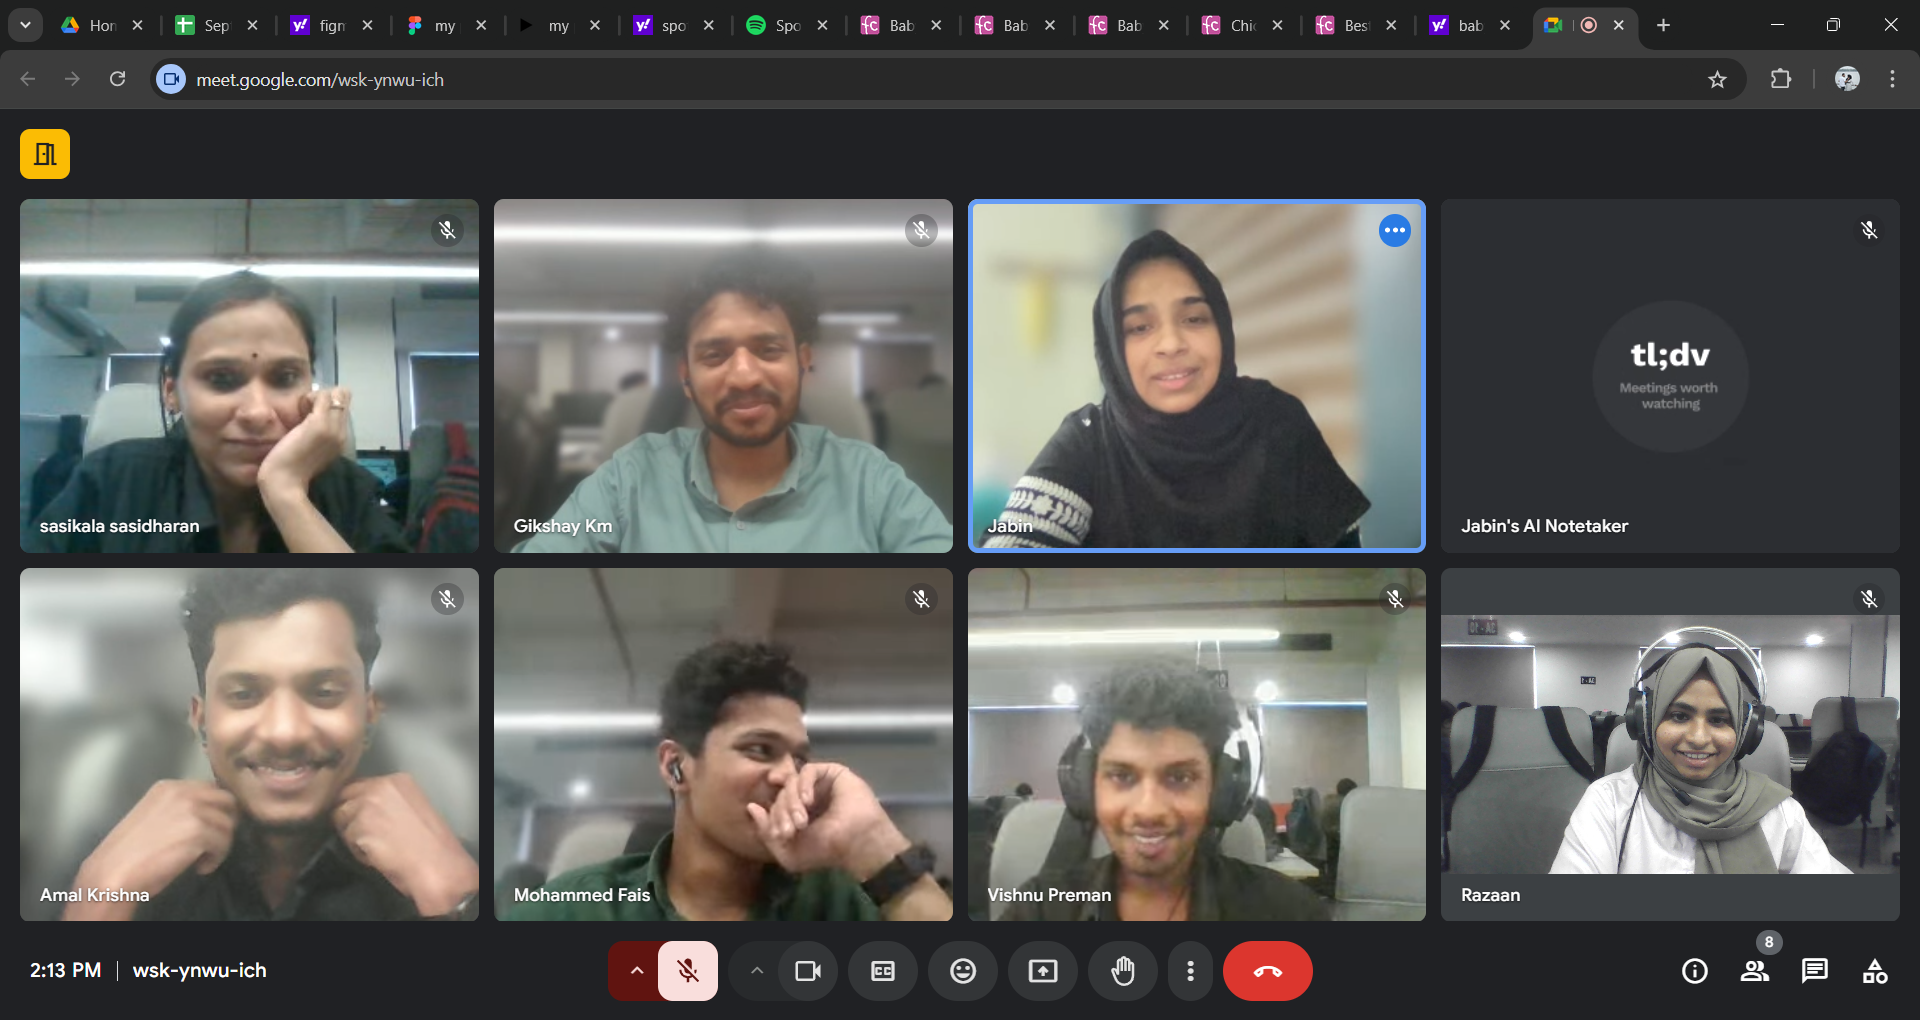 Hon
Sept
figm
my
my
spo
Spo
Bab
Bab
Bab
Chi
Bes
bab
meet.google.com/wsk-ynwu-ich
sasikala sasidharan
Gikshay Km
Jabin
tl;dv
Meetings worth
watching
Jabin's AI Notetaker
Amal Krishna
Mohammed Fais
Vishnu Preman
Razaan
2:13 PM | wsk-ynwu-ich
8